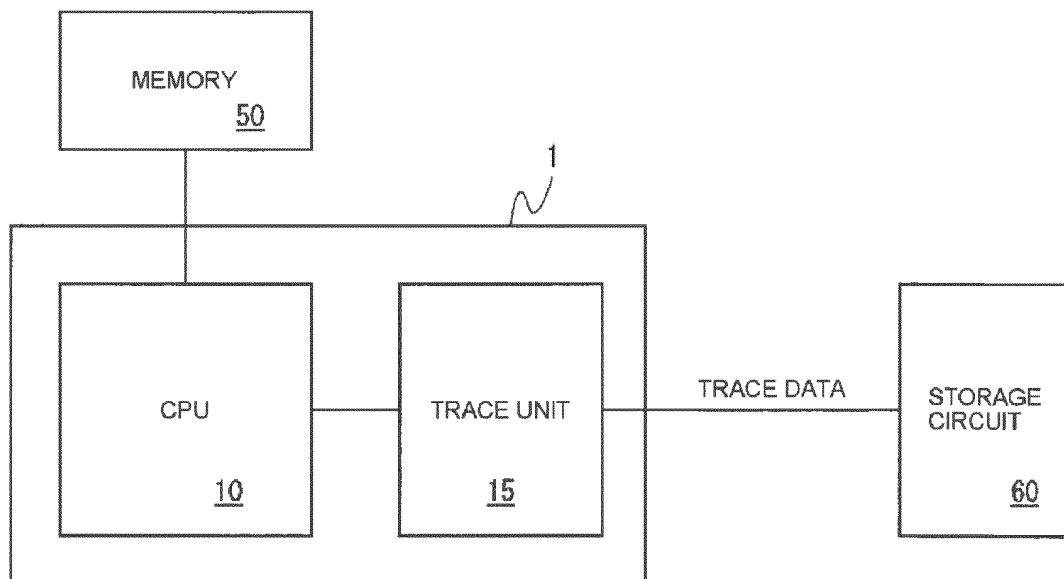 MEMORY
50
1
CPU
10
TRACE UNIT
15
TRACE DATA
STORAGE
CIRCUIT
60